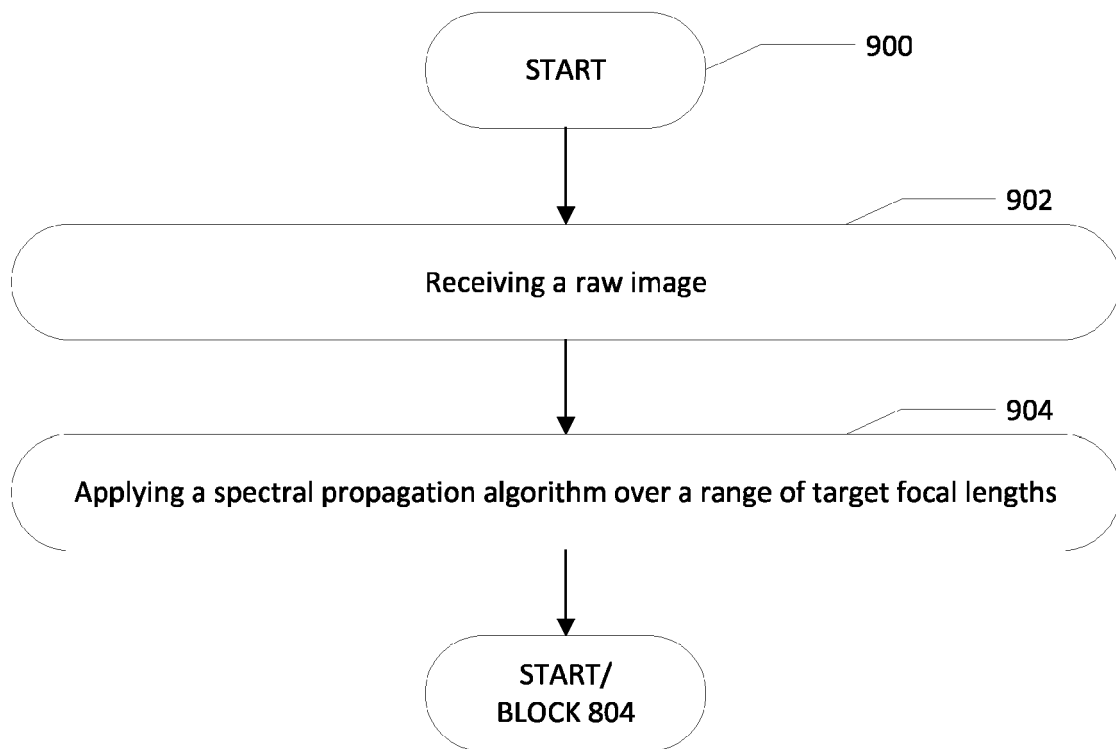 START
900
902
Receiving a raw image
904
Applying a spectral propagation algorithm over a range of target focal lengths
START/
BLOCK 804